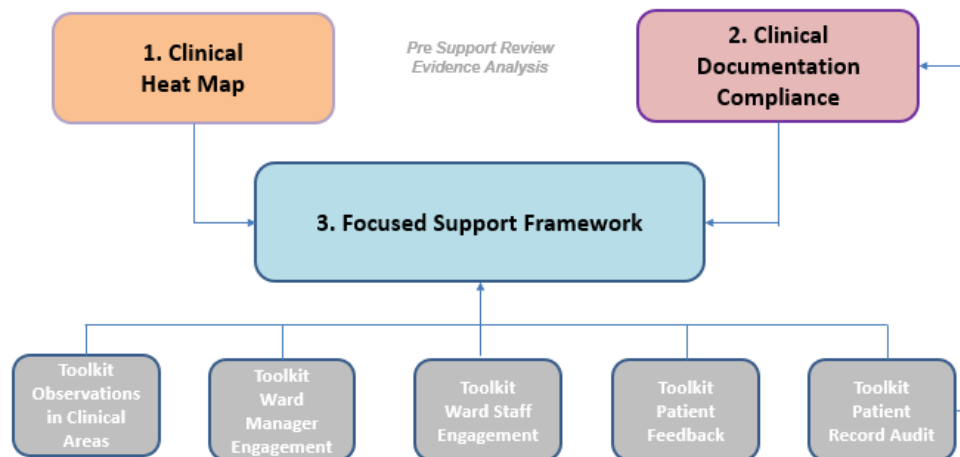 1. Clinical
Heat Map
Pre Support Review
Evidence Analysis
2. Clinical
Documentation
Compliance
3. Focused Support Framework
Toolkit
Observations
in Clinical
Areas
Toolkit
Ward
Manager
Engagement
Toolkit
Ward Staff
Engagement
Toolkit
Patient
Feedback
Toolkit
Patient
Record Audit